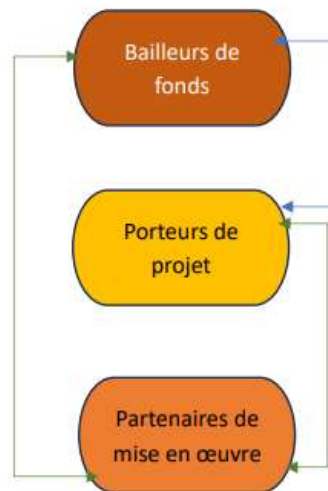 Bailleurs de
fonds
Porteurs de
projet
Partenaires de
mise en œuvre